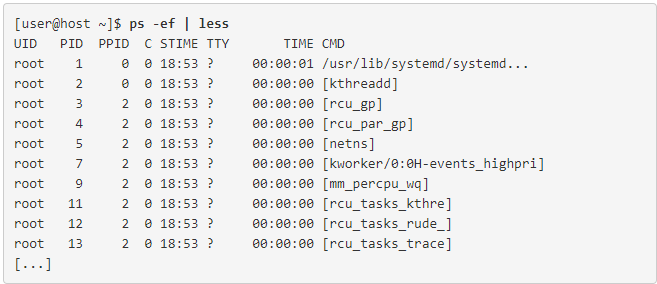 [user@host ~]$ ps -ef | less
UID   PID  PPID  C STIME TTY      TIME CMD
root    1     0  0 18:53 ?    00:00:01 /usr/lib/systemd/systemd...
root    2     0  0 18:53 ?    00:00:00 [kthreadd]
root    3     2  0 18:53 ?    00:00:00 [rcu_gp]
root    4     2  0 18:53 ?    00:00:00 [rcu_par_gp]
root    5     2  0 18:53 ?    00:00:00 [netns]
root    7     2  0 18:53 ?    00:00:00 [kworker/0:0H-events_highpri]
root    9     2  0 18:53 ?    00:00:00 [mm_percpu_wq]
root   11     2  0 18:53 ?    00:00:00 [rcu_tasks_kthre]
root   12     2  0 18:53 ?    00:00:00 [rcu_tasks_rude_]
root   13     2  0 18:53 ?    00:00:00 [rcu_tasks_trace]
[...]